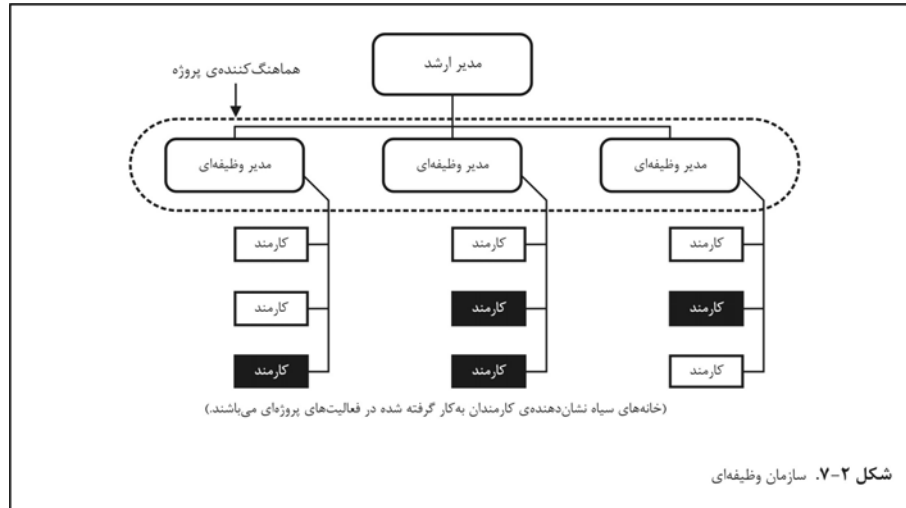 مدیر ارشد
هماهنگ‌کننده‌ی پروژه
مدیر وظیفه‌ای
مدیر وظیفه‌ای
مدیر وظیفه‌ای
کارمند
کارمند
کارمند
کارمند
کارمند
کارمند
کارمند
کارمند
کارمند
(خانه‌های سیاه نشان‌دهنده‌ی کارمندان به‌کار گرفته شده در فعالیت‌های پروژه‌ای می‌باشند.)
شکل ۲-۷. سازمان وظیفه‌ای